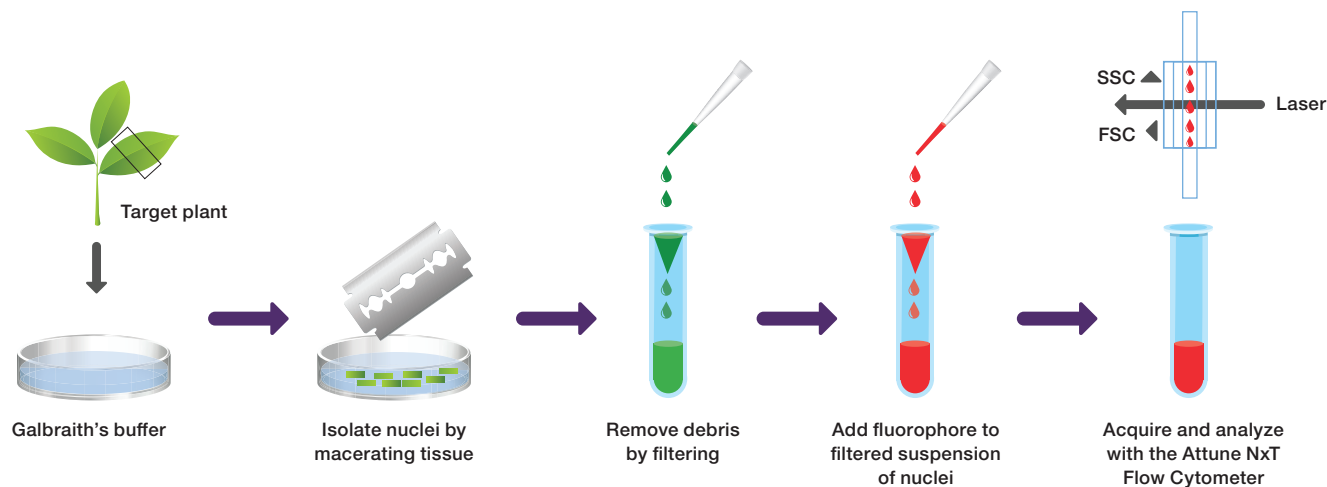 Target plant
Galbraith's buffer
Isolate nuclei by
macerating tissue
Remove debris
by filtering
Add fluorophore to
filtered suspension
of nuclei
SSC
Laser
FSC
Acquire and analyze
with the Attune NxT
Flow Cytometer